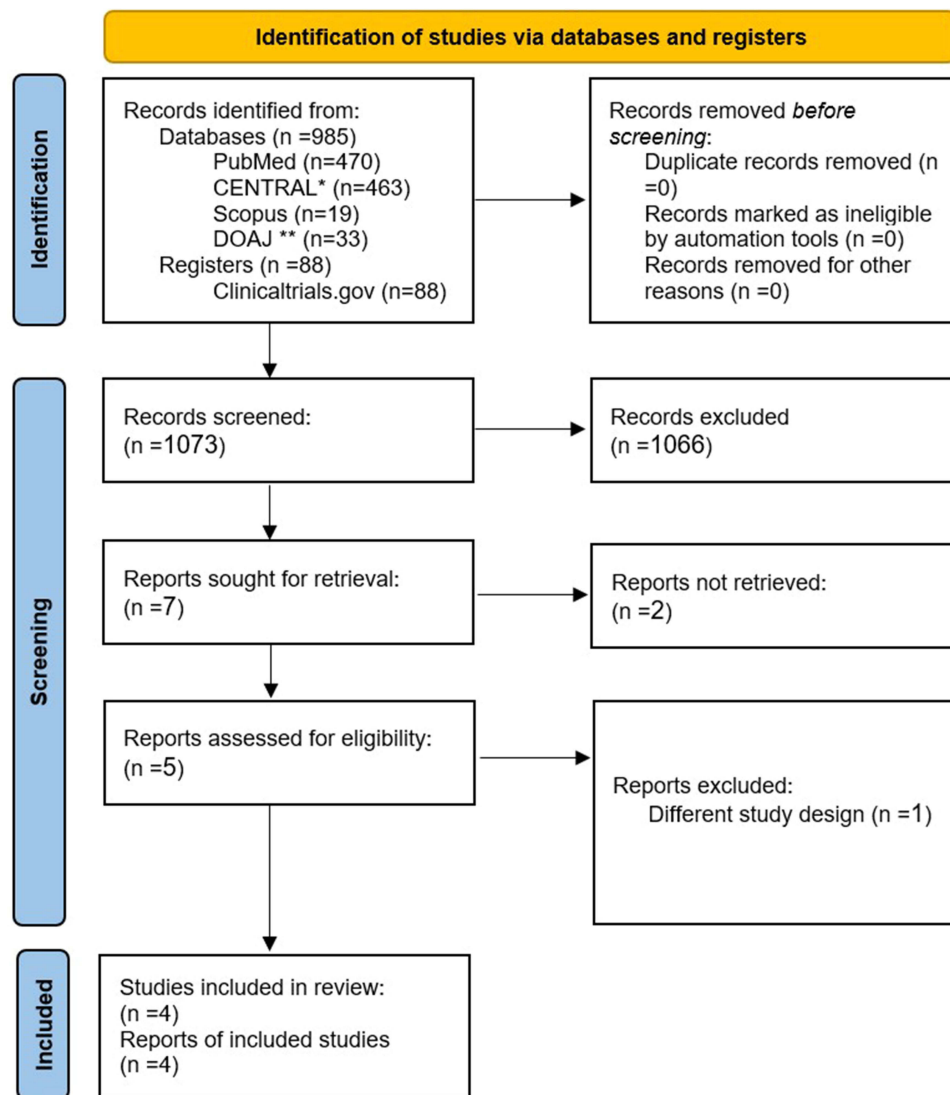 Identification of studies via databases and registers
Identification
Records identified from:
Databases (n =985)
PubMed (n=470)
CENTRAL* (n=463)
Scopus (n=19)
DOAJ ** (n=33)
Registers (n =88)
Clinicaltrials.gov (n=88)
Records removed before
screening:
Duplicate records removed (n
=0)
Records marked as ineligible
by automation tools (n =0)
Records removed for other
reasons (n =0)
Screening
Records screened:
(n =1073)
Records excluded
(n =1066)
Reports sought for retrieval:
(n =7)
Reports not retrieved:
(n =2)
Reports assessed for eligibility:
(n =5)
Reports excluded:
Different study design (n =1)
Included
Studies included in review:
(n =4)
Reports of included studies
(n =4)